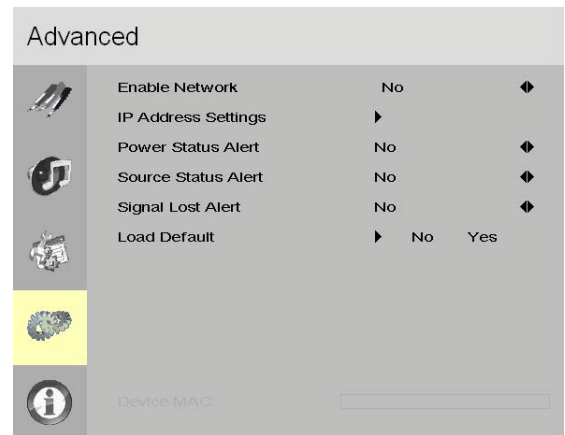 Advanced
Enable Network No
IP Address Settings
Power Status Alert No
Source Status Alert No
Signal Lost Alert No
Load Default No Yes
Device MAC: